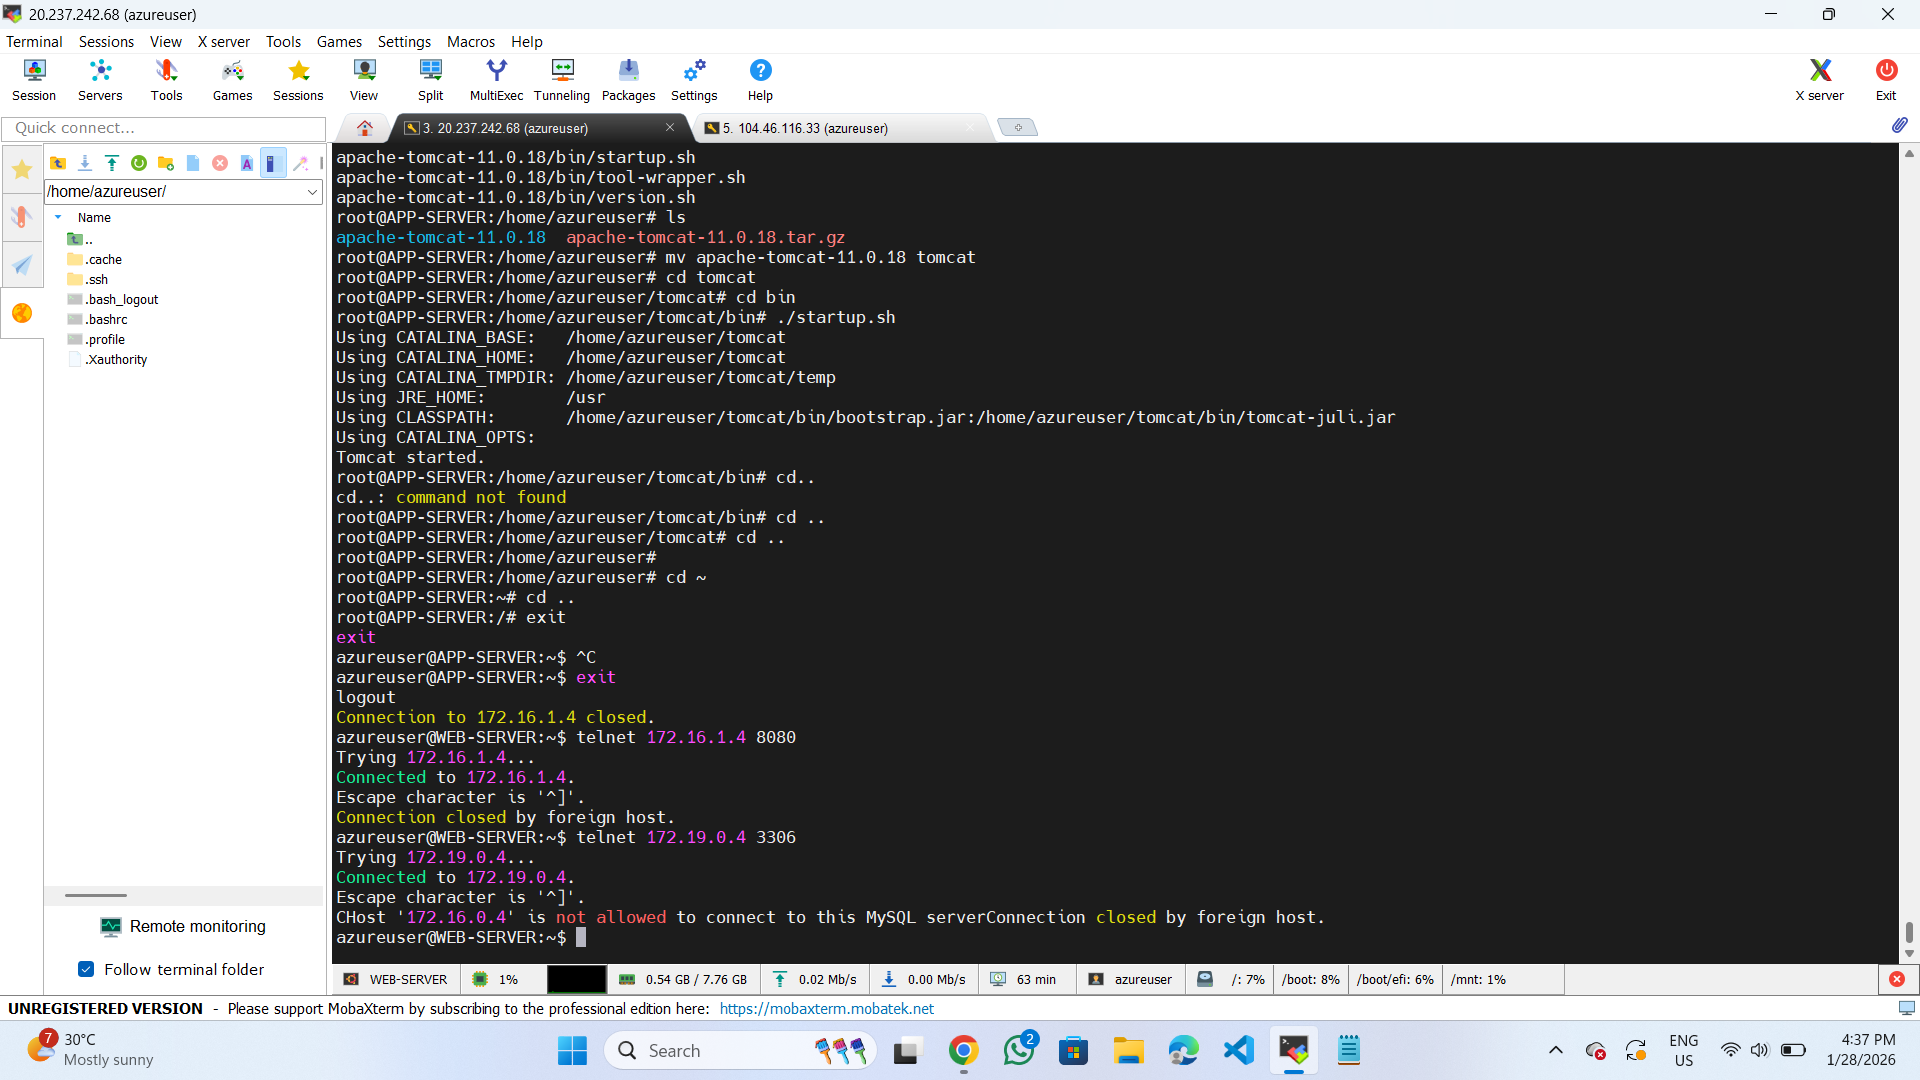 20.237.242.68 (azureuser)
Terminal Sessions View X server Tools Games Settings Macros Help
Session Servers Tools Games Sessions View Split MultiExec Tunneling Packages Settings Help X server Exit
Quick connect...
3. 20.237.242.68 (azureuser)
5. 104.46.116.33 (azureuser)
/home/azureuser/
Name
..
.cache
.ssh
.bash_logout
.bashrc
.profile
.Xauthority
Remote monitoring
Follow terminal folder
apache-tomcat-11.0.18/bin/startup.sh
apache-tomcat-11.0.18/bin/tool-wrapper.sh
apache-tomcat-11.0.18/bin/version.sh
root@APP-SERVER:/home/azureuser# ls
apache-tomcat-11.0.18  apache-tomcat-11.0.18.tar.gz
root@APP-SERVER:/home/azureuser# mv apache-tomcat-11.0.18 tomcat
root@APP-SERVER:/home/azureuser# cd tomcat
root@APP-SERVER:/home/azureuser/tomcat# cd bin
root@APP-SERVER:/home/azureuser/tomcat/bin# ./startup.sh
Using CATALINA_BASE:   /home/azureuser/tomcat
Using CATALINA_HOME:   /home/azureuser/tomcat
Using CATALINA_TMPDIR: /home/azureuser/tomcat/temp
Using JRE_HOME:        /usr
Using CLASSPATH:       /home/azureuser/tomcat/bin/bootstrap.jar:/home/azureuser/tomcat/bin/tomcat-juli.jar
Using CATALINA_OPTS:
Tomcat started.
root@APP-SERVER:/home/azureuser/tomcat/bin# cd..
cd..: command not found
root@APP-SERVER:/home/azureuser/tomcat/bin# cd ..
root@APP-SERVER:/home/azureuser/tomcat# cd ..
root@APP-SERVER:/home/azureuser#
root@APP-SERVER:/home/azureuser# cd ~
root@APP-SERVER:~# cd ..
root@APP-SERVER:/# exit
exit
azureuser@APP-SERVER:~$ ^C
azureuser@APP-SERVER:~$ exit
logout
Connection to 172.16.1.4 closed.
azureuser@WEB-SERVER:~$ telnet 172.16.1.4 8080
Trying 172.16.1.4...
Connected to 172.16.1.4.
Escape character is '^]'.
Connection closed by foreign host.
azureuser@WEB-SERVER:~$ telnet 172.19.0.4 3306
Trying 172.19.0.4...
Connected to 172.19.0.4.
Escape character is '^]'.
CHost '172.16.0.4' is not allowed to connect to this MySQL serverConnection closed by foreign host.
azureuser@WEB-SERVER:~$
WEB-SERVER 1% 0.54 GB / 7.76 GB 0.02 Mb/s 0.00 Mb/s 63 min azureuser /: 7% /boot: 8% /boot/efi: 6% /mnt: 1%
UNREGISTERED VERSION - Please support MobaXterm by subscribing to the professional edition here: https://mobaxterm.mobatek.net
7
30°C
Mostly sunny
Search
2
ENG
US
4:37 PM
1/28/2026